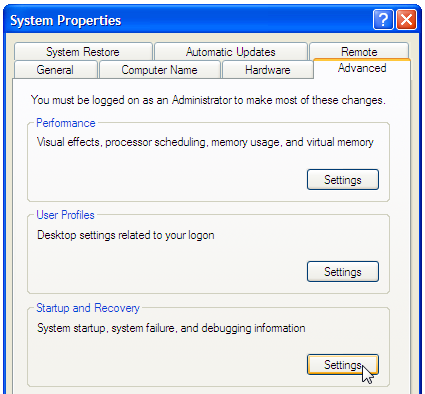 System Properties
System Restore Automatic Updates Remote
General Computer Name Hardware Advanced
You must be logged on as an Administrator to make most of these changes.
Performance
Visual effects, processor scheduling, memory usage, and virtual memory
Settings
User Profiles
Desktop settings related to your logon
Settings
Startup and Recovery
System startup, system failure, and debugging information
Settings